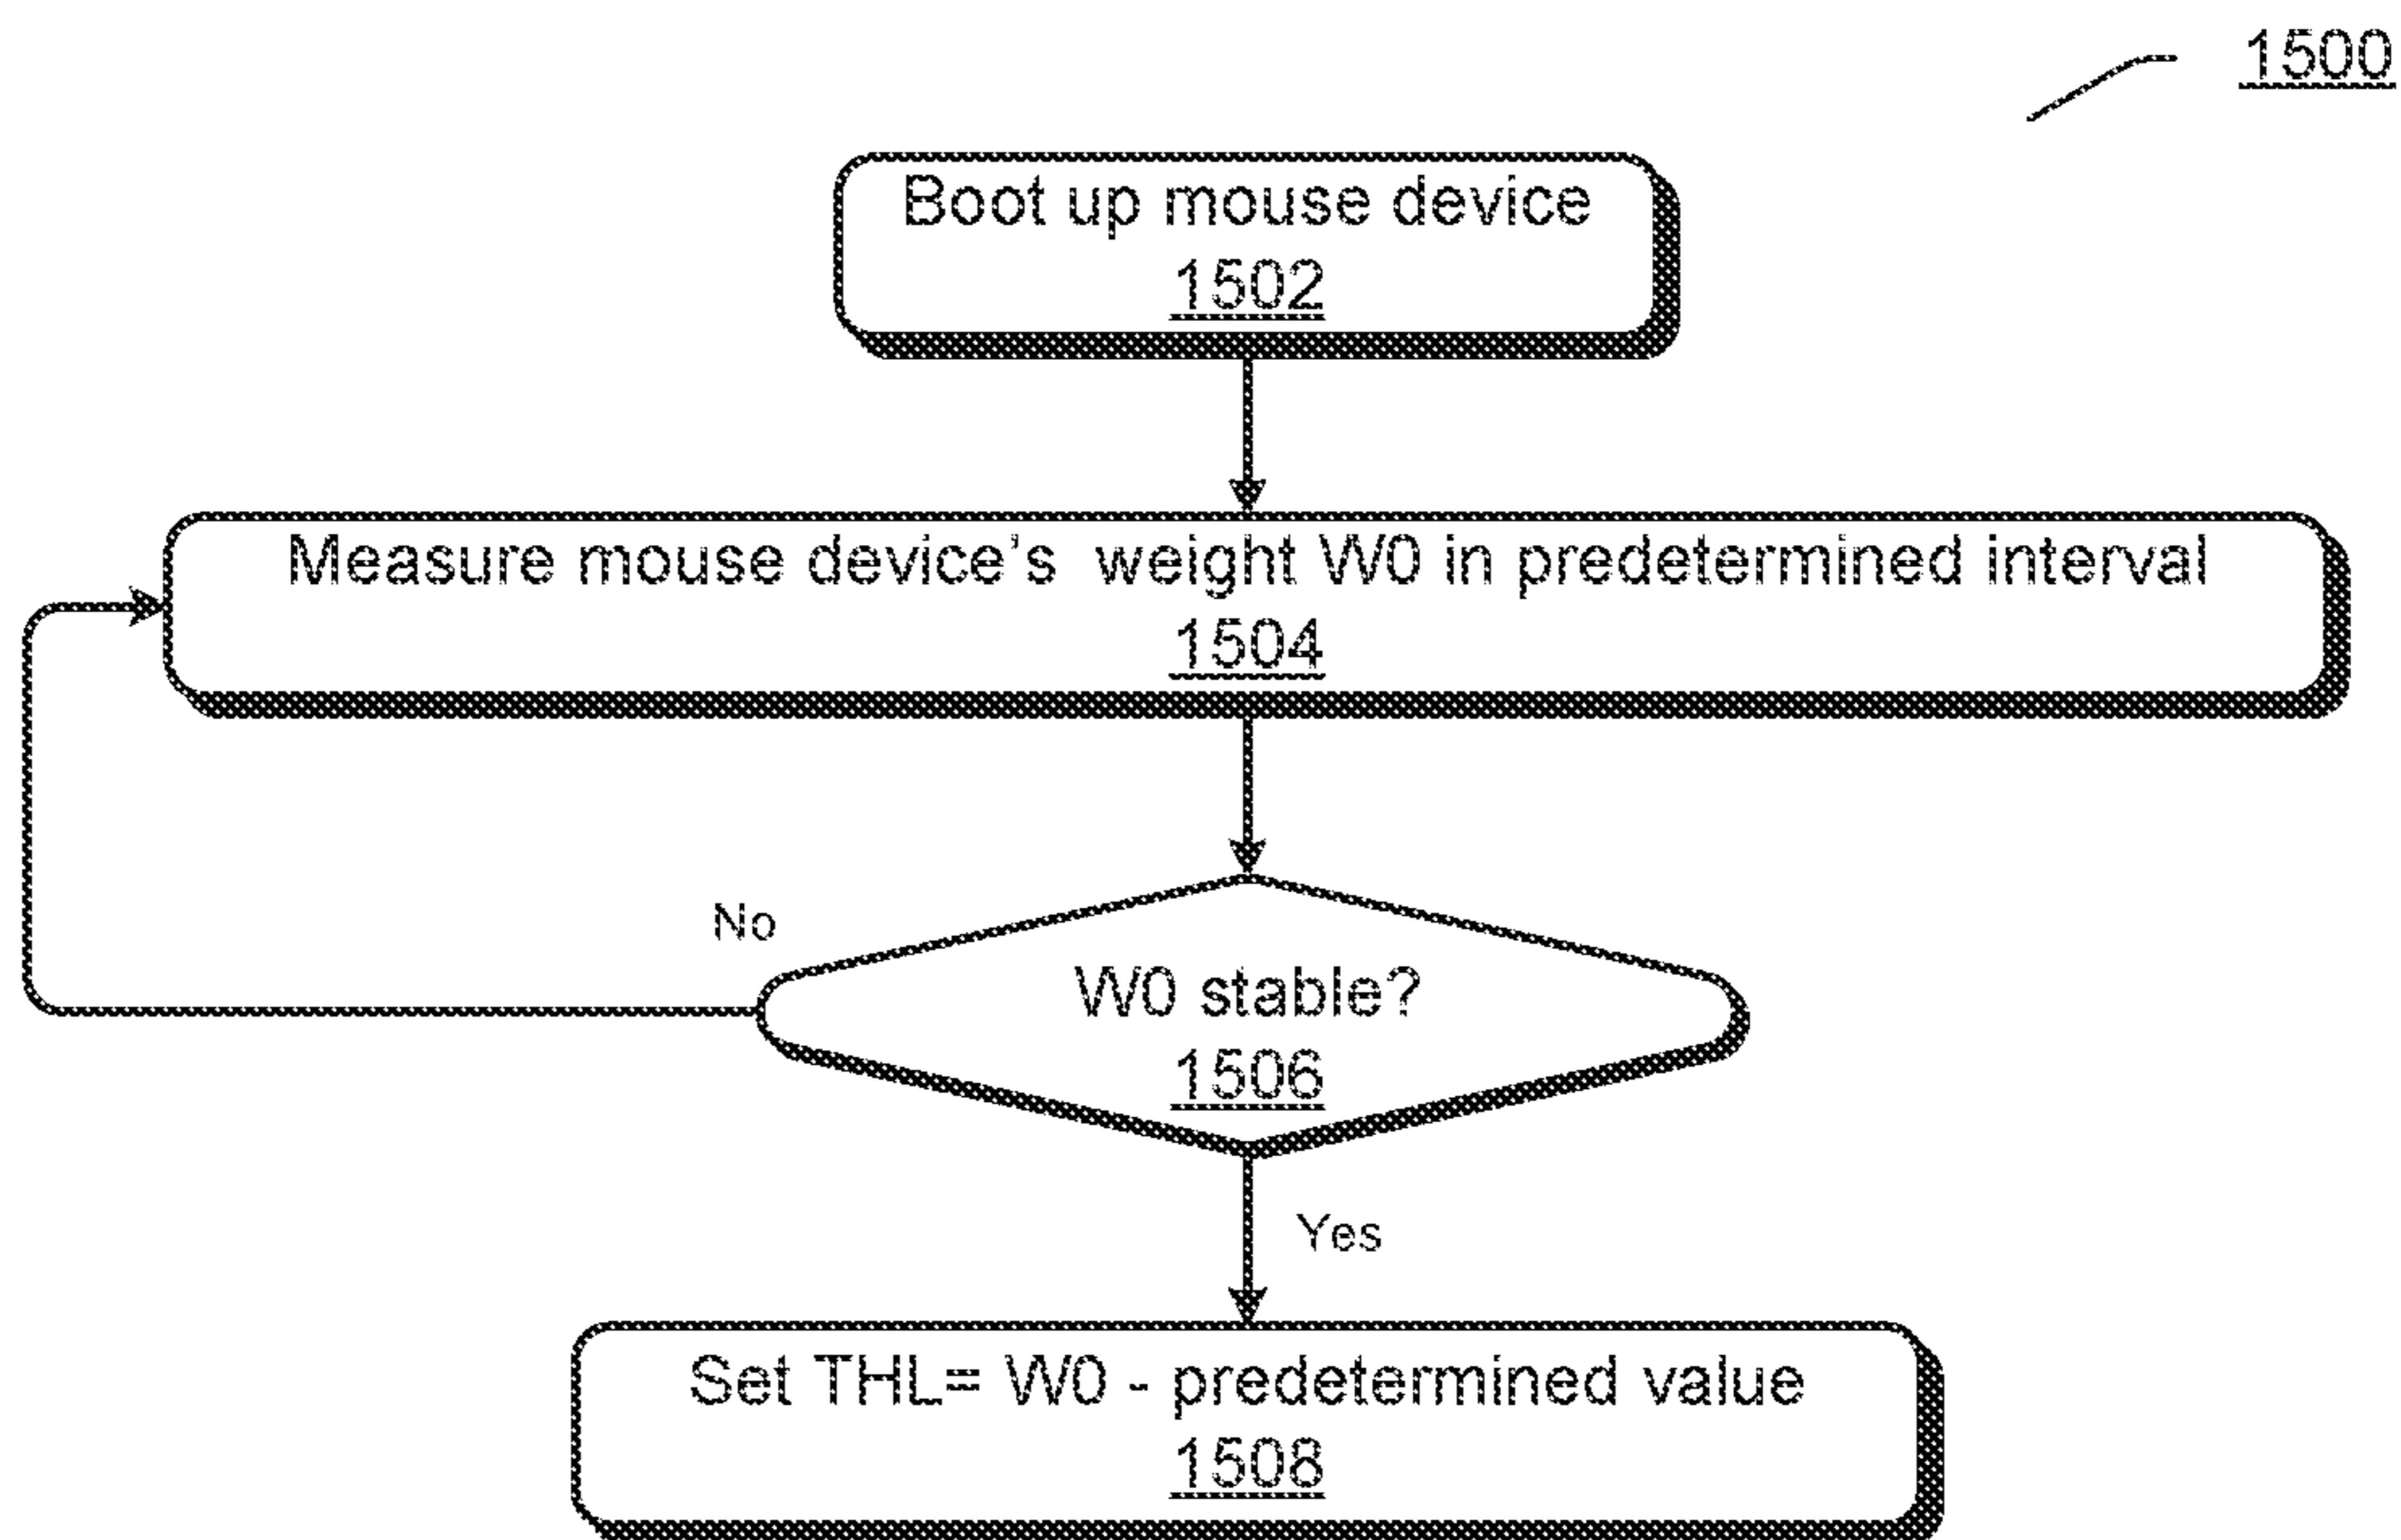 1500
Boot up mouse device
1502
Measure mouse device's weight W0 in predetermined interval
1504
No
W0 stable?
1506
Yes
Set THL= W0 - predetermined value
1508